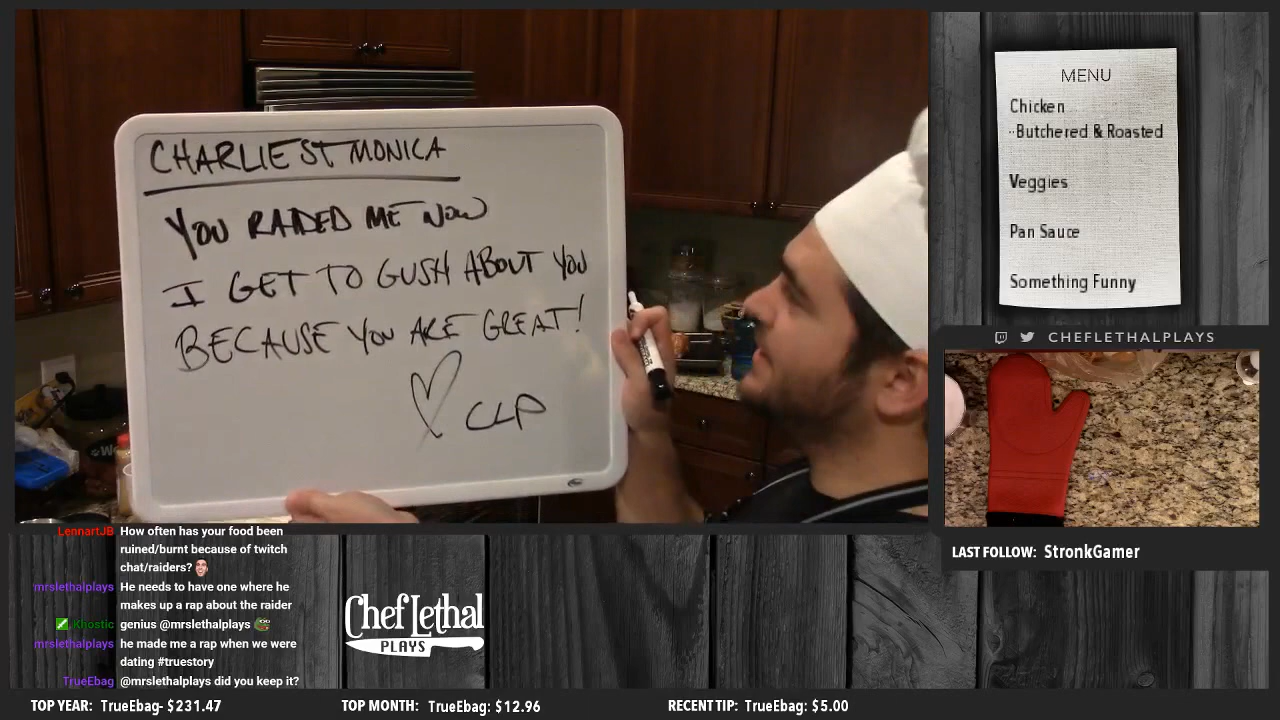 CHARLIESTMONICA
YOU RAIDED ME NOW
I GET TO GUSH ABOUT YOU
BECAUSE YOU ARE GREAT!
CLP
MENU
Chicken
--Butchered & Roasted
Veggies
Pan Sauce
Something Funny
CHEFLETHALPLAYS
LAST FOLLOW: StronkGamer
LennartJB How often has your food been
ruined/burnt because of twitch
chat/raiders?
mrslethalplays He needs to have one where he
makes up a rap about the raider
Khostic genius @mrslethalplays
mrslethalplays he made me a rap when we were
dating #truestory
TrueEbag @mrslethalplays did you keep it?
Chef Lethal
PLAYS
TOP YEAR: TrueEbag- $231.47
TOP MONTH: TrueEbag: $12.96
RECENT TIP: TrueEbag: $5.00